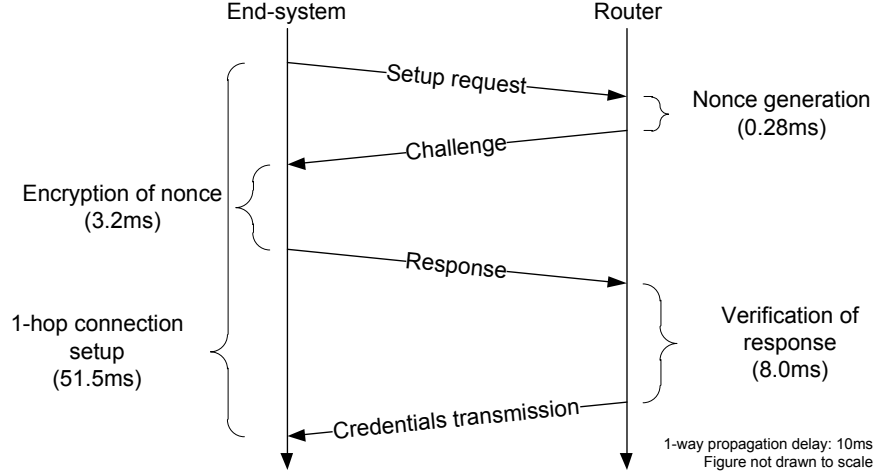 End-system
Router
Setup request
Nonce generation
(0.28ms)
Challenge
Encryption of nonce
(3.2ms)
Response
1-hop connection
setup
(51.5ms)
Verification of
response
(8.0ms)
Credentials transmission
1-way propagation delay: 10ms
Figure not drawn to scale